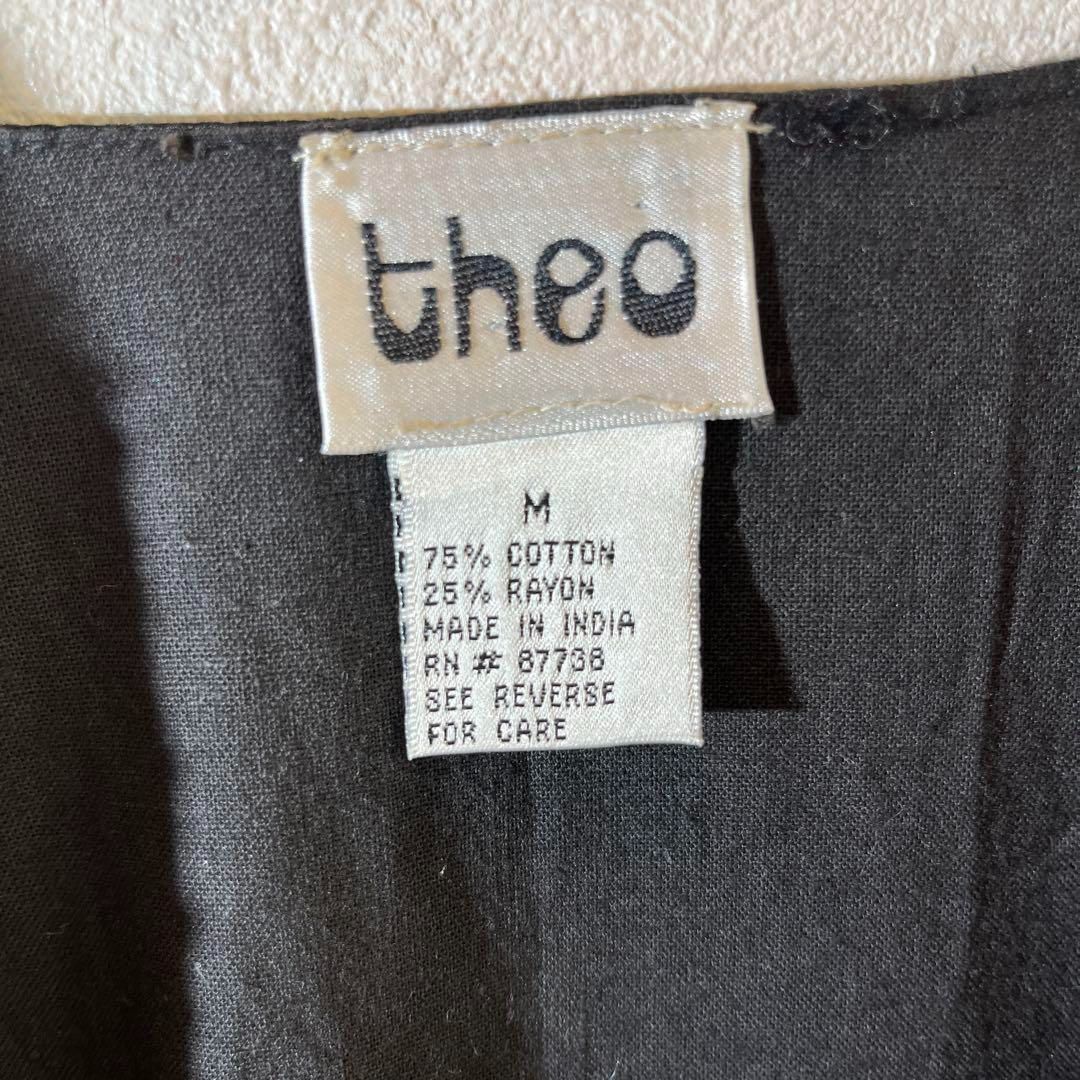 theo
M
75% COTTON
25% RAYON
MADE IN INDIA
RN # 87738
SEE REVERSE
FOR CARE